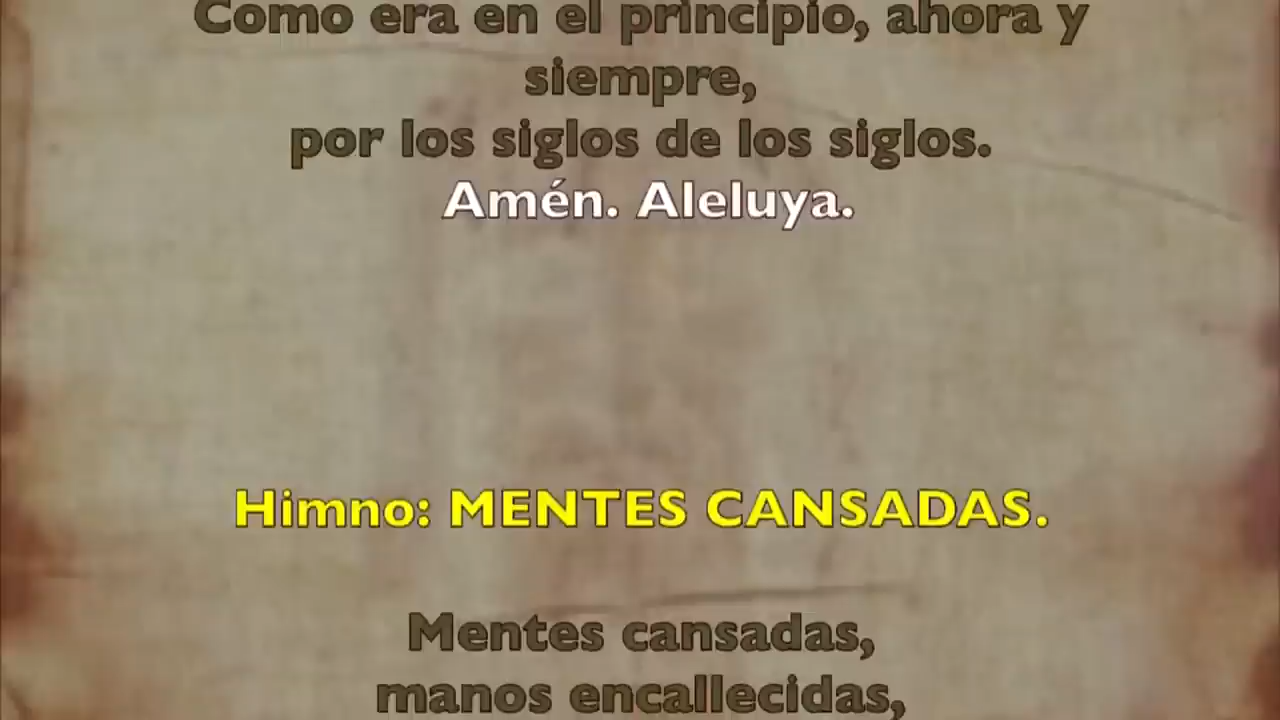 Como era en el principio, ahora y
siempre,
por los siglos de los siglos.
Amén. Aleluya.
Himno: MENTES CANSADAS.
Mentes cansadas,
manos encallecidas,